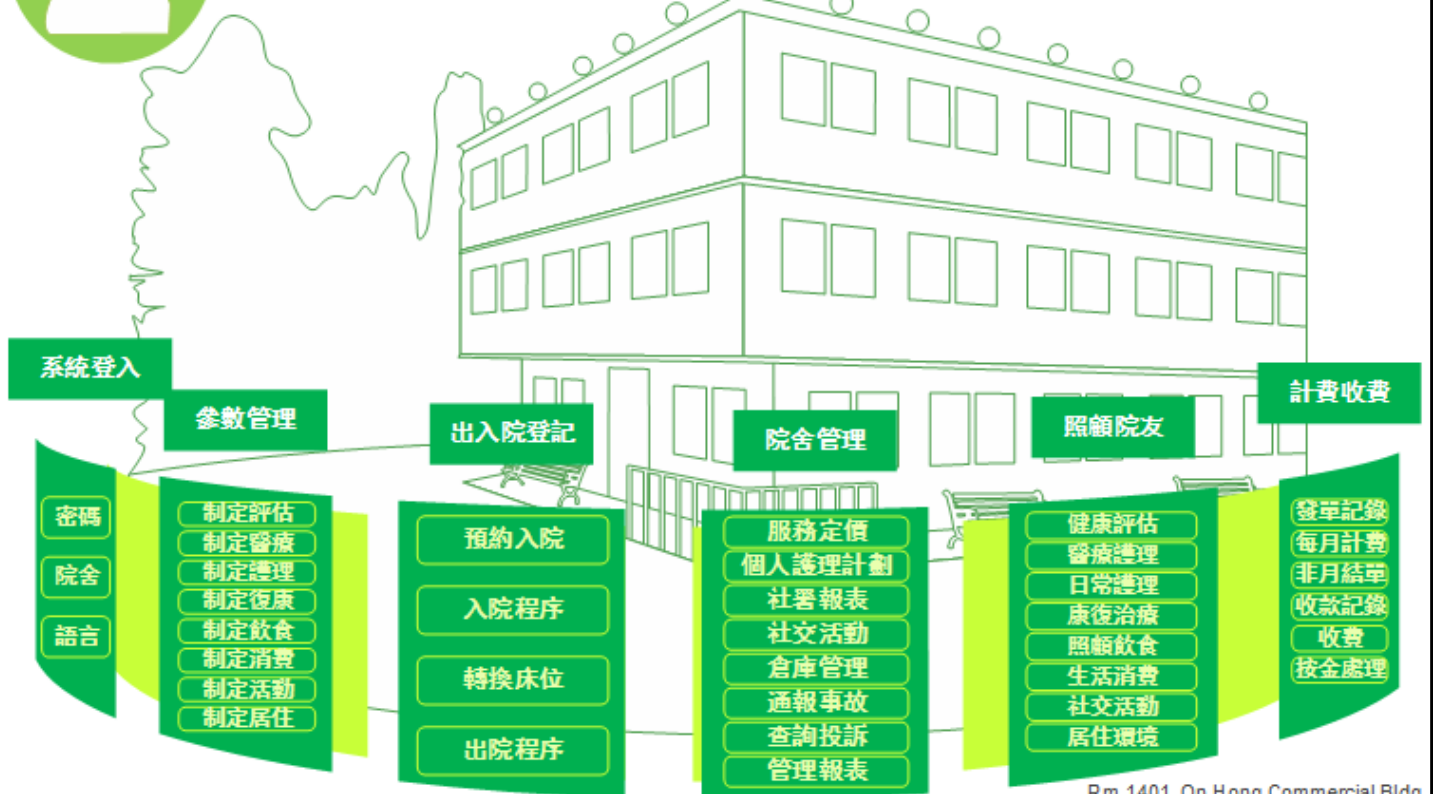 系統登入
密碼
院舍
語言
參數管理
制定評估
制定醫療
制定護理
制定復康
制定飲食
制定消費
制定活動
制定居住
出入院登記
預約入院
入院程序
轉換床位
出院程序
院舍管理
服務定價
個人護理計劃
社署報表
社交活動
倉庫管理
通報事故
查詢投訴
管理報表
照顧院友
健康評估
醫療護理
日常護理
康復治療
照顧飲食
生活消費
社交活動
居住環境
計費收費
發單記錄
每月計費
非月結單
收款記錄
收費
按金處理
Rm 1401, On Hong Commercial Bldg